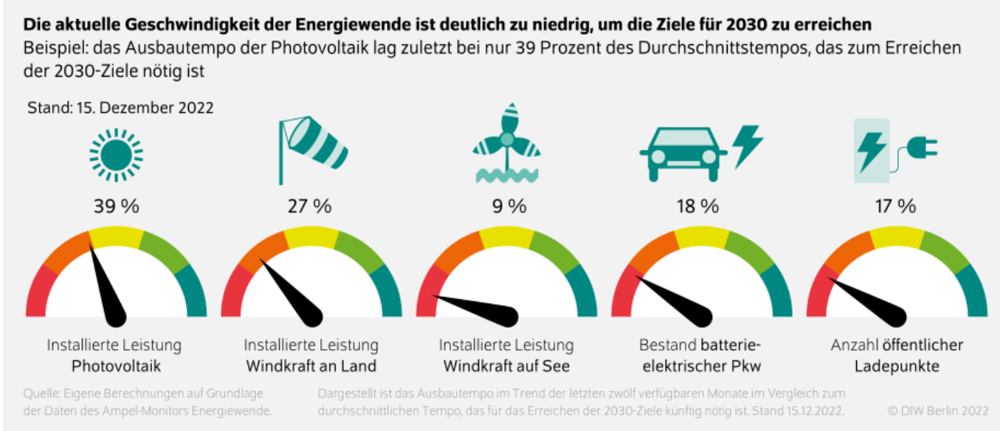 Die aktuelle Geschwindigkeit der Energiewende ist deutlich zu niedrig, um die Ziele für 2030 zu erreichen
Beispiel: das Ausbautempo der Photovoltaik lag zuletzt bei nur 39 Prozent des Durchschnittstempos, das zum Erreichen
der 2030-Ziele nötig ist
Stand: 15. Dezember 2022
39 %
27 %
9 %
18 %
17 %
Installierte Leistung
Photovoltaik
Installierte Leistung
Windkraft an Land
Installierte Leistung
Windkraft auf See
Bestand batterie-
elektrischer Pkw
Anzahl öffentlicher
Ladepunkte
Quelle: Eigene Berechnungen auf Grundlage
der Daten des Ampel-Monitors Energiewende.
Dargestellt ist das Ausbautempo im Trend der letzten zwölf verfügbaren Monate im Vergleich zum
durchschnittlichen Tempo, das für das Erreichen der 2030-Ziele künftig nötig ist. Stand 15.12.2022.
© DIW Berlin 2022